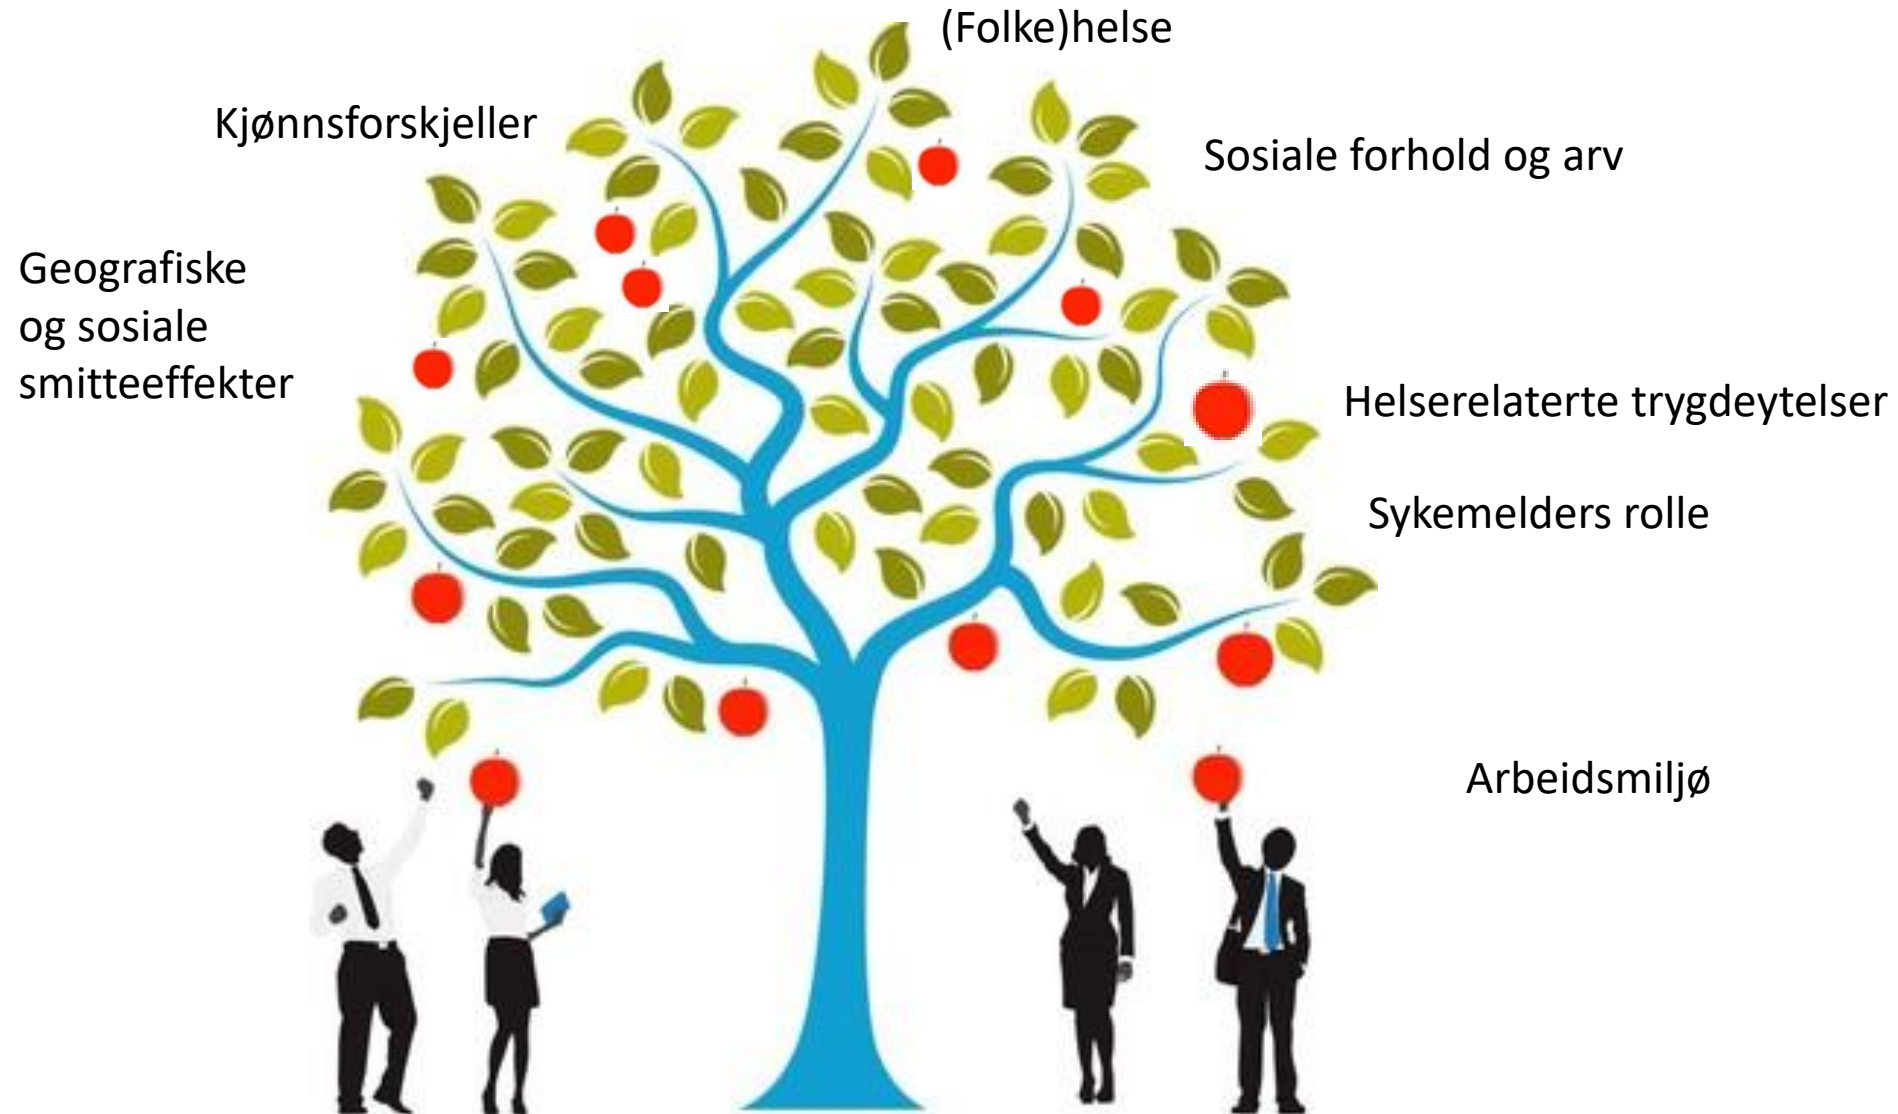 (Folke)helse
Kjønnsforskjeller
Sosiale forhold og arv
Geografiske
og sosiale
smitteeffekter
Helserelaterte trygdeytelser
Sykemelders rolle
Arbeidsmiljø